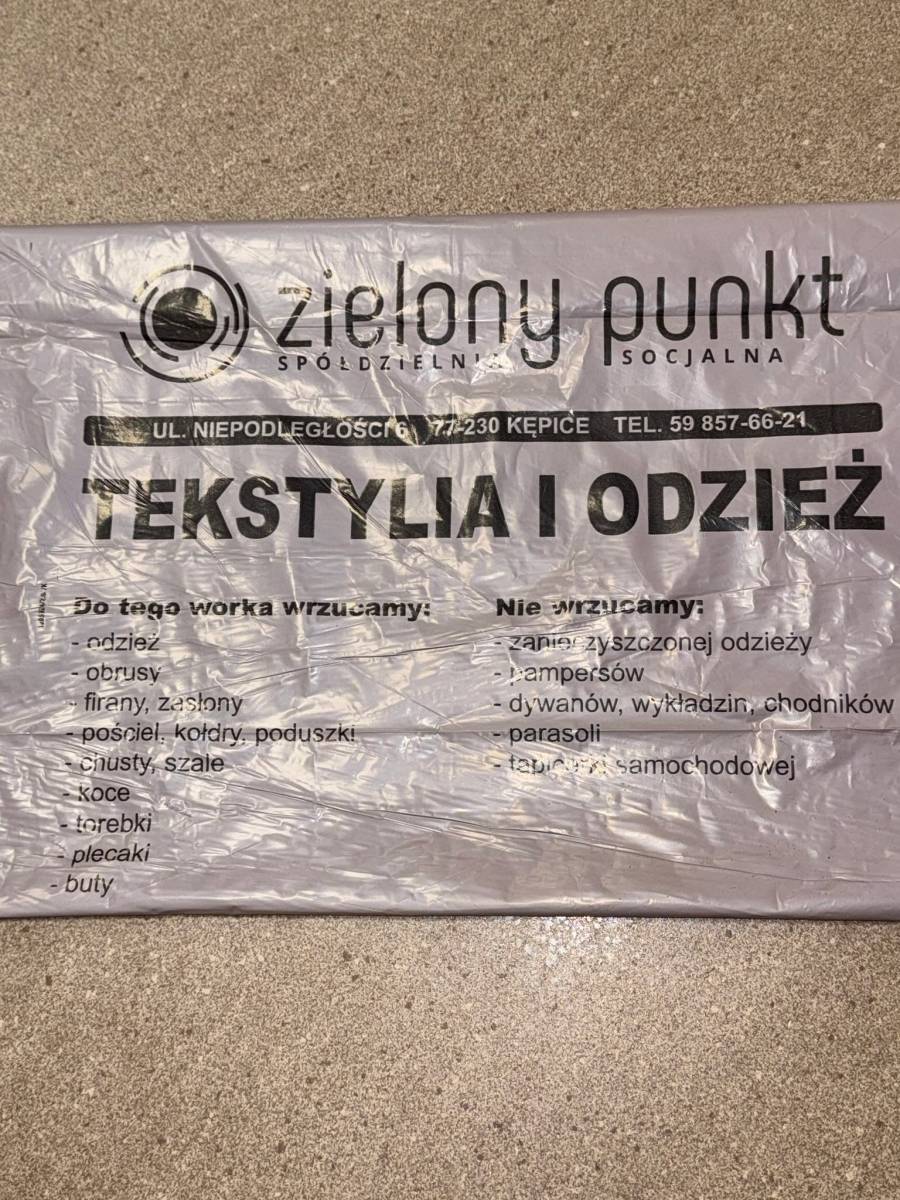 zielony punkt
SPÓŁDZIELNIA SOCJALNA
UL. NIEPODLEGŁOŚCI 6 77-230 KĘPICE TEL. 59 857-66-21
TEKSTYLIA I ODZIEŻ
Do tego worka wrzucamy:
- odzież
- obrusy
- firany, zasłony
- pościel, kołdry, poduszki
- chusty, szale
- koce
- torebki
- plecaki
- buty
Nie wrzucamy:
- zanieczyszczonej odzieży
- pampersów
- dywanów, wykładzin, chodników
- parasoli
- tapicerki samochodowej